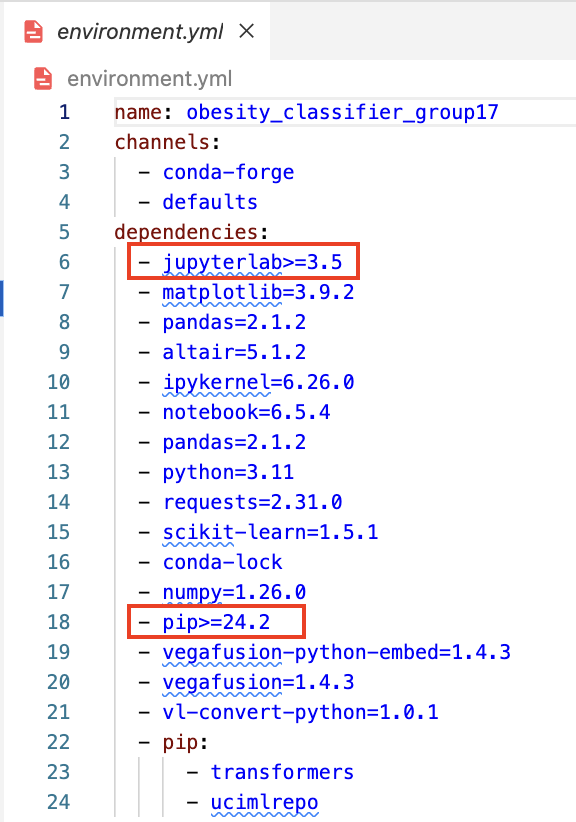 environment.yml
environment.yml
1 name: obesity_classifier_group17
2 channels:
3 - conda-forge
4 - defaults
5 dependencies:
6 - jupyterlab>=3.5
7 - matplotlib=3.9.2
8 - pandas=2.1.2
9 - altair=5.1.2
10 - ipykernel=6.26.0
11 - notebook=6.5.4
12 - pandas=2.1.2
13 - python=3.11
14 - requests=2.31.0
15 - scikit-learn=1.5.1
16 - conda-lock
17 - numpy=1.26.0
18 - pip>=24.2
19 - vegafusion-python-embed=1.4.3
20 - vegafusion=1.4.3
21 - vl-convert-python=1.0.1
22 - pip:
23 - transformers
24 - ucimlrepo